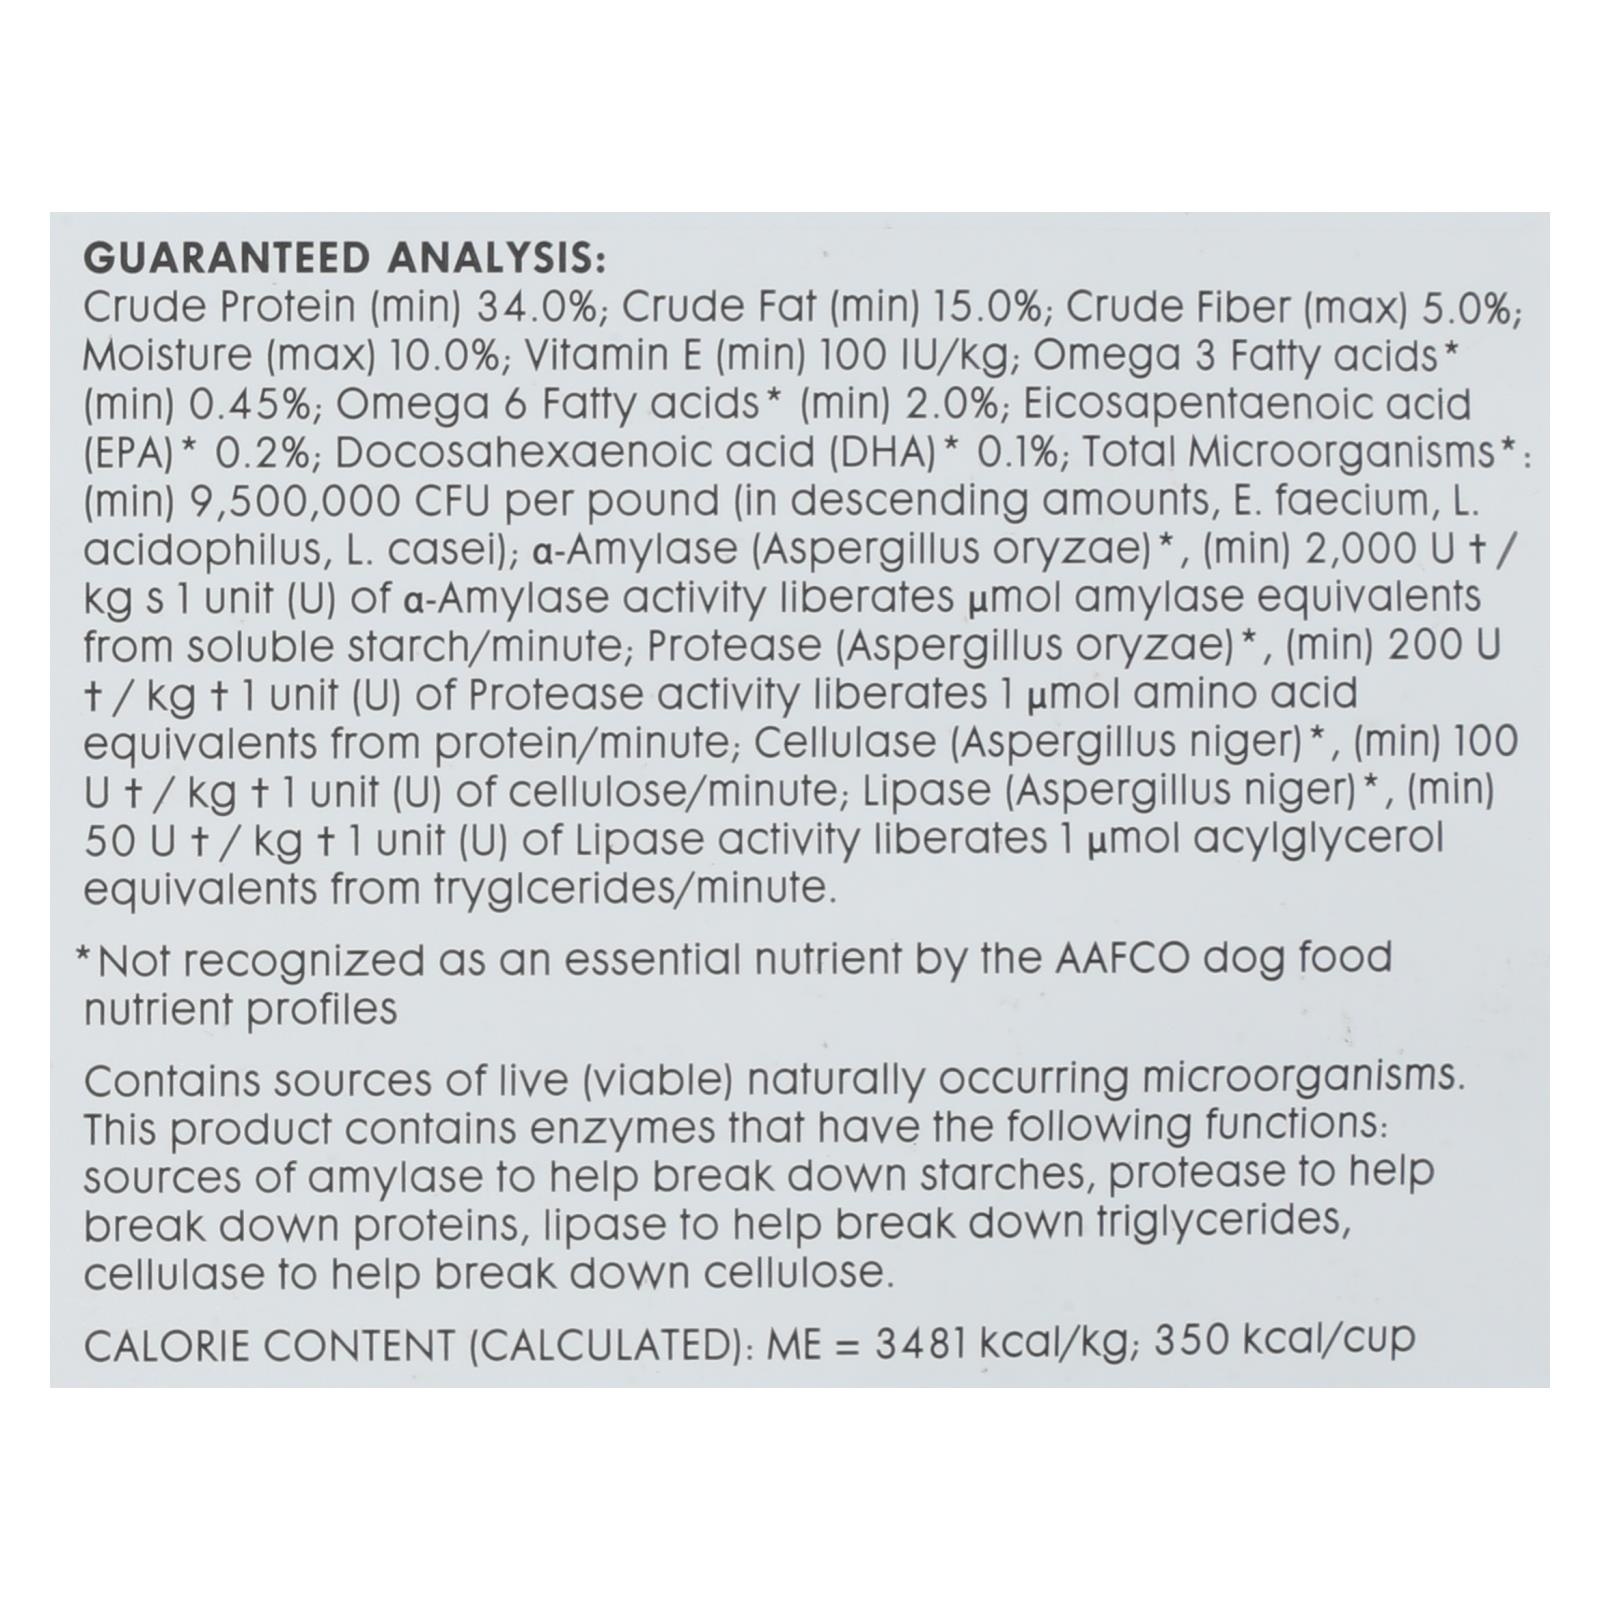 GUARANTEED ANALYSIS:
Crude Protein (min) 34.0%; Crude Fat (min) 15.0%; Crude Fiber (max) 5.0%;
Moisture (max) 10.0%; Vitamin E (min) 100 IU/kg; Omega 3 Fatty acids*
(min) 0.45%; Omega 6 Fatty acids* (min) 2.0%; Eicosapentaenoic acid
(EPA)* 0.2%; Docosahexaenoic acid (DHA)* 0.1%; Total Microorganisms*:
(min) 9,500,000 CFU per pound (in descending amounts, E. faecium, L.
acidophilus, L. casei); α-Amylase (Aspergillus oryzae)*, (min) 2,000 U † /
kg s 1 unit (U) of α-Amylase activity liberates µmol amylase equivalents
from soluble starch/minute; Protease (Aspergillus oryzae)*, (min) 200 U
† / kg † 1 unit (U) of Protease activity liberates 1 µmol amino acid
equivalents from protein/minute; Cellulase (Aspergillus niger)*, (min) 100
U † / kg † 1 unit (U) of cellulose/minute; Lipase (Aspergillus niger)*, (min)
50 U † / kg † 1 unit (U) of Lipase activity liberates 1 µmol acylglycerol
equivalents from tryglcerides/minute.
*Not recognized as an essential nutrient by the AAFCO dog food
nutrient profiles
Contains sources of live (viable) naturally occurring microorganisms.
This product contains enzymes that have the following functions:
sources of amylase to help break down starches, protease to help
break down proteins, lipase to help break down triglycerides,
cellulase to help break down cellulose.
CALORIE CONTENT (CALCULATED): ME = 3481 kcal/kg; 350 kcal/cup